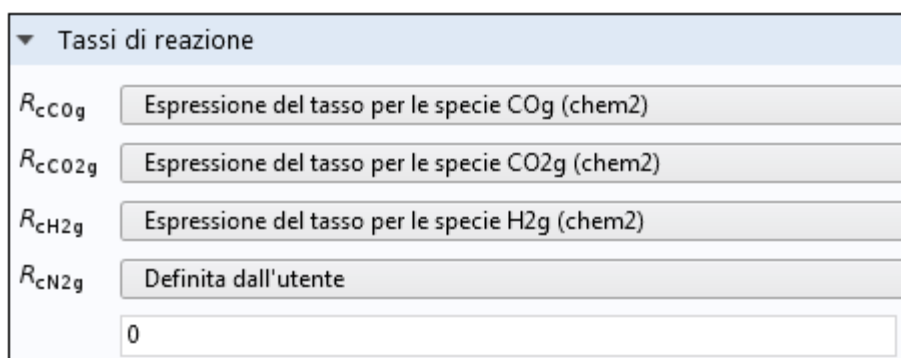 Tassi di reazione
RcCOg Espressione del tasso per le specie COg (chem2)
RcCO2g Espressione del tasso per le specie CO2g (chem2)
RcH2g Espressione del tasso per le specie H2g (chem2)
RcN2g Definita dall'utente
0